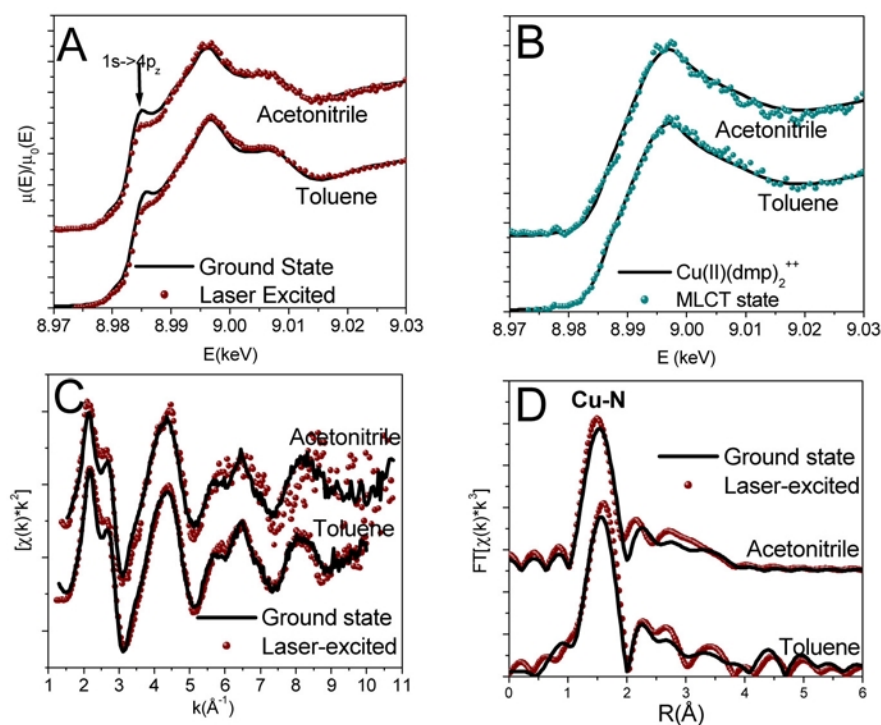 A
1s->4p_z
Acetonitrile
Toluene
Ground State
Laser Excited
μ(E)/μ₀(E)
8.97 8.98 8.99 9.00 9.01 9.02 9.03
E(keV)
B
Acetonitrile
Toluene
Cu(II)(dmp)₂⁺⁺
MLCT state
8.97 8.98 8.99 9.00 9.01 9.02 9.03
E (keV)
C
Acetonitrile
Toluene
Ground state
Laser-excited
[χ(k)*k²]
1 2 3 4 5 6 7 8 9 10 11
k(Å⁻¹)
D
Cu-N
Ground state
Laser-excited
Acetonitrile
Toluene
FT[χ(k)*k³]
0 1 2 3 4 5 6
R(Å)